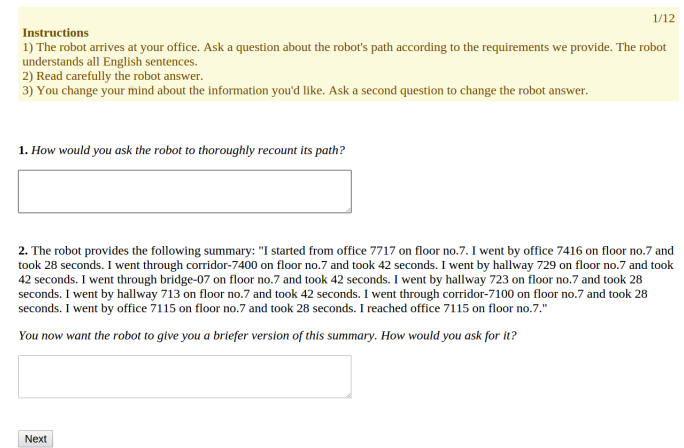 1/12
Instructions
1) The robot arrives at your office. Ask a question about the robot's path according to the requirements we provide. The robot
understands all English sentences.
2) Read carefully the robot answer.
3) You change your mind about the information you'd like. Ask a second question to change the robot answer.
1. How would you ask the robot to thoroughly recount its path?
2. The robot provides the following summary: "I started from office 7717 on floor no.7. I went by office 7416 on floor no.7 and
took 28 seconds. I went through corridor-7400 on floor no.7 and took 42 seconds. I went by hallway 729 on floor no.7 and took
42 seconds. I went through bridge-07 on floor no.7 and took 42 seconds. I went by hallway 723 on floor no.7 and took 28
seconds. I went by hallway 713 on floor no.7 and took 42 seconds. I went through corridor-7100 on floor no.7 and took 28
seconds. I went by office 7115 on floor no.7 and took 28 seconds. I reached office 7115 on floor no.7."
You now want the robot to give you a briefer version of this summary. How would you ask for it?
Next